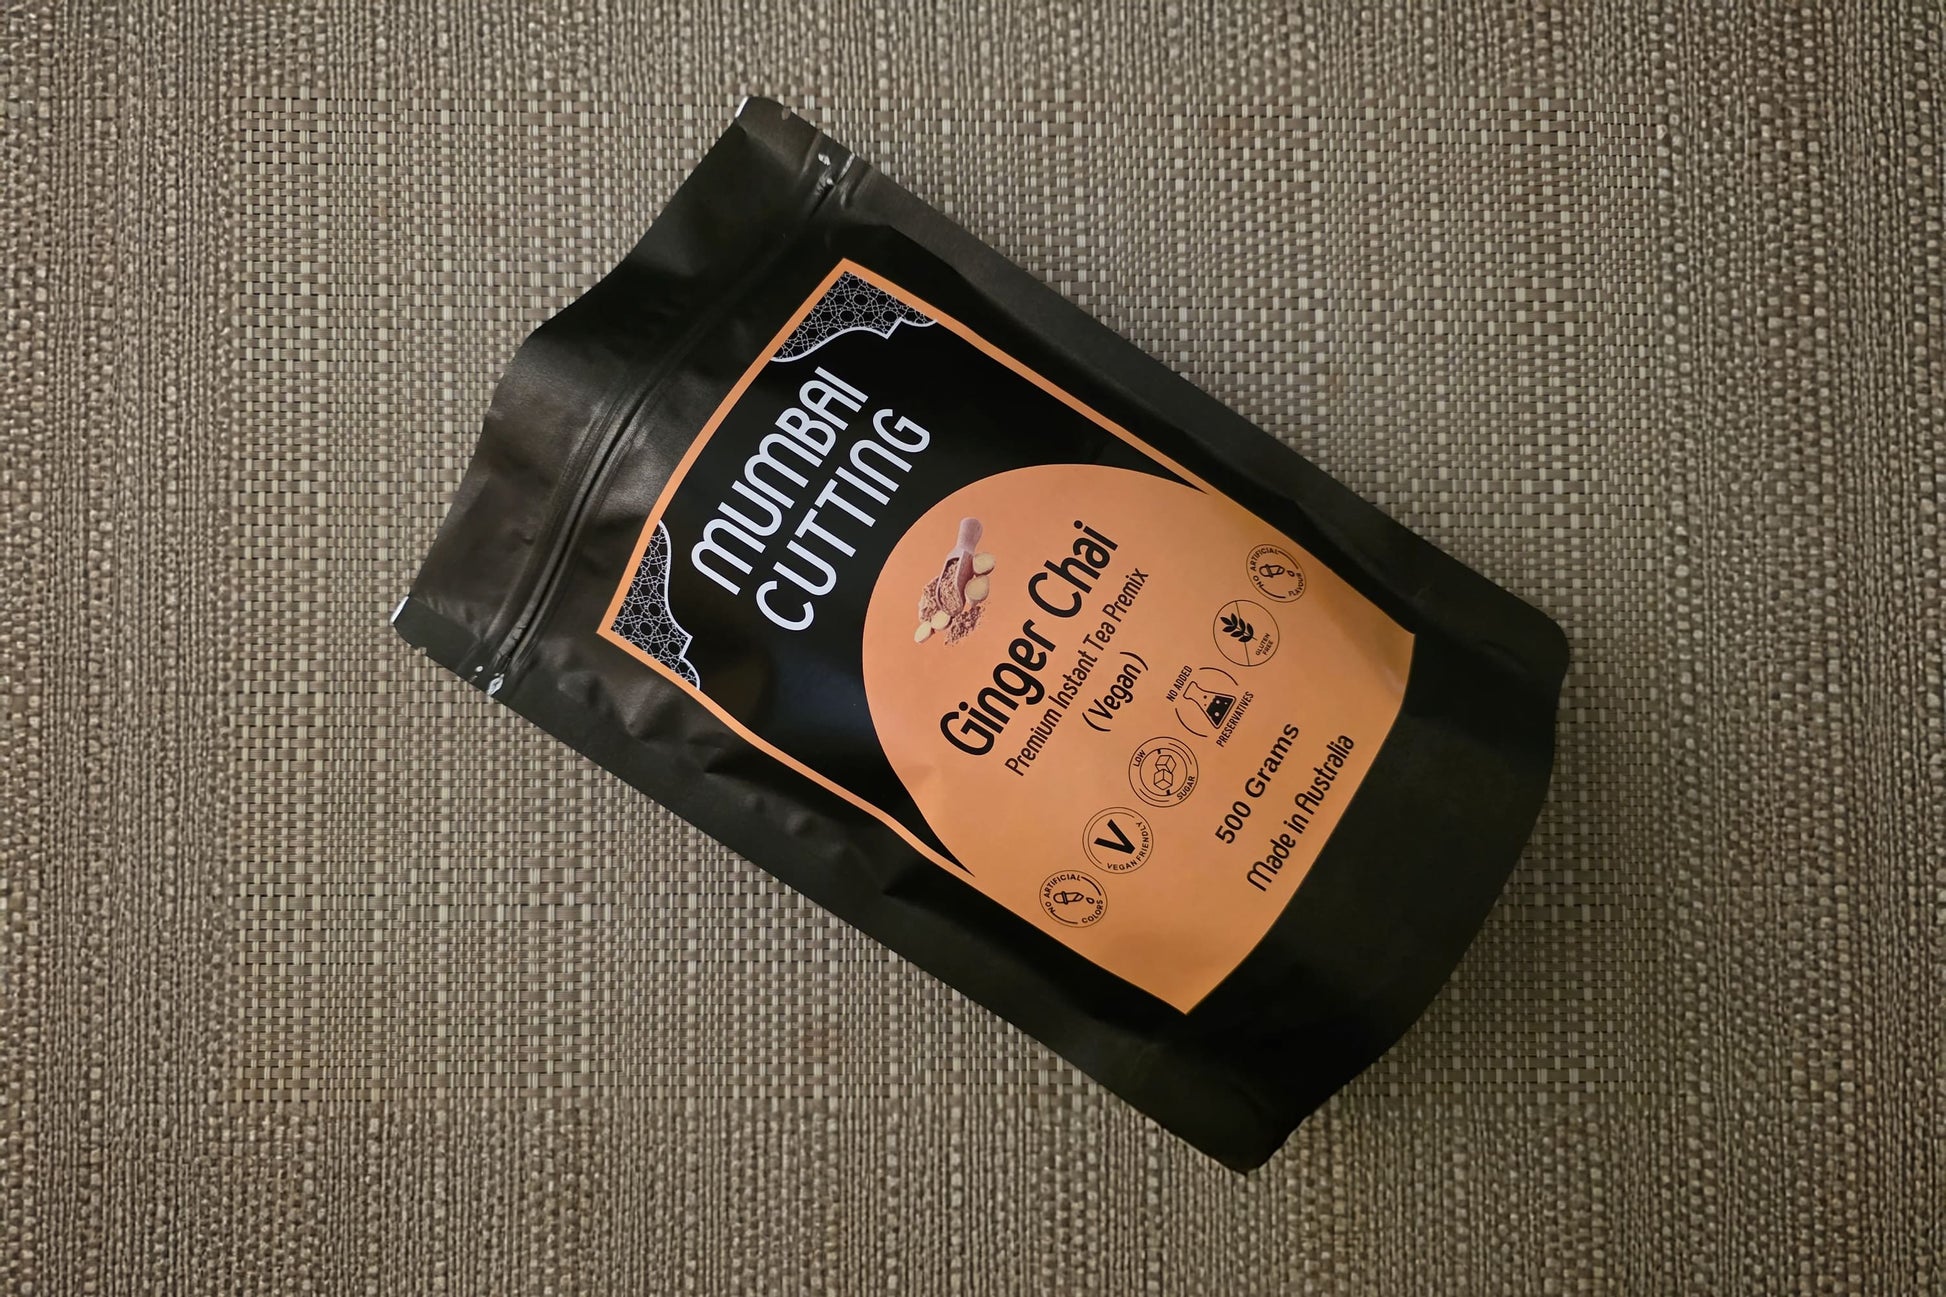 MUMBAI
CUTTING
Ginger Chai
Premium Instant Tea Premix
(Vegan)
NO ARTIFICIAL
COLORS
V
VEGAN FRIENDLY
LOW
SUGAR
NO ADDED
PRESERVATIVES
GLUTEN
FREE
NO ARTIFICIAL
FLAVOUR
500 Grams
Made in Australia